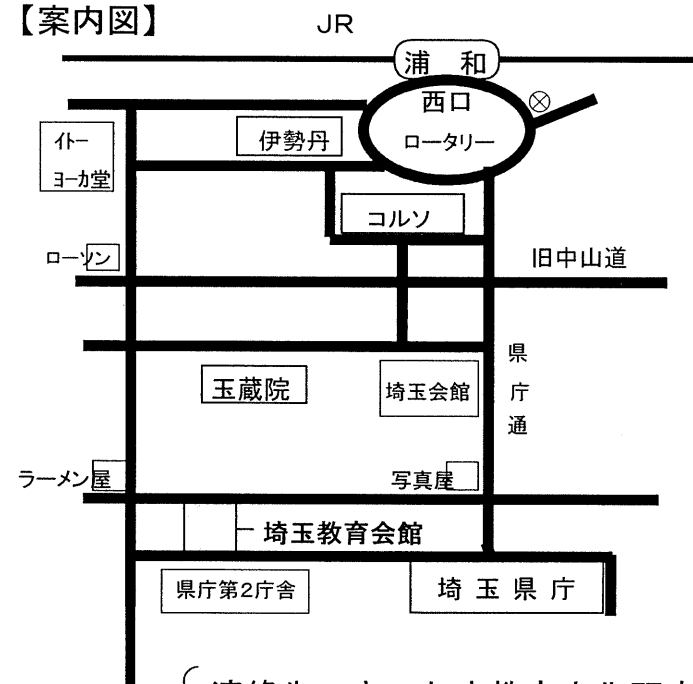 【案内図】
JR
浦和
西口
ロータリー
伊勢丹
イトー
ヨーカ堂
コルソ
ローソン
旧中山道
県庁通
玉蔵院
埼玉会館
ラーメン屋
写真屋
埼玉教育会館
県庁第2庁舎
埼玉県庁